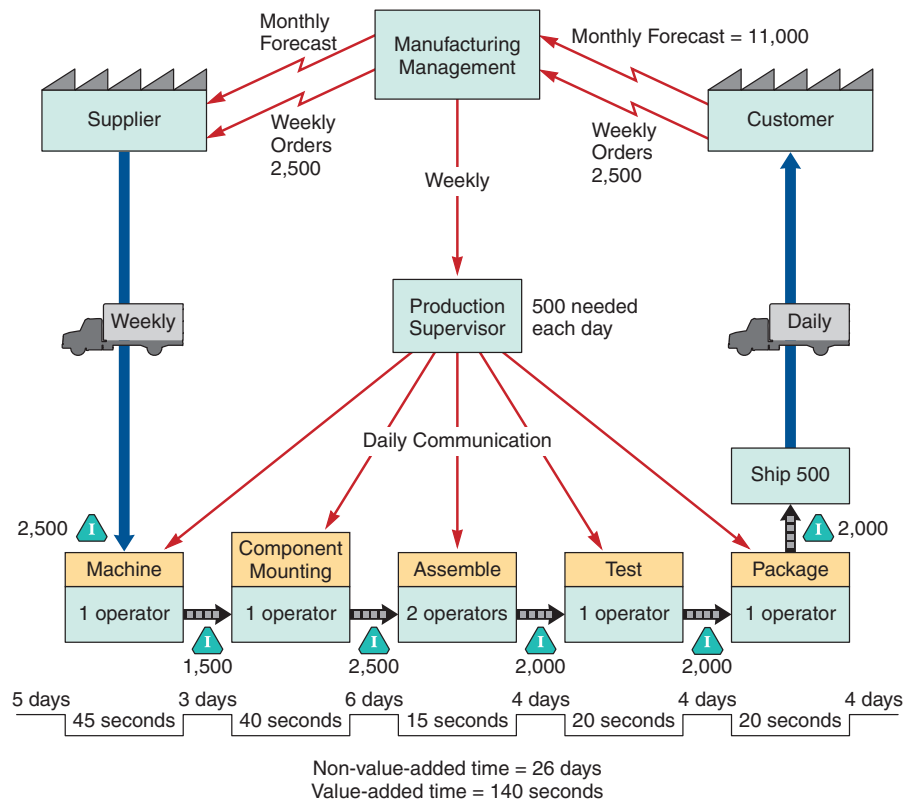 Monthly
Forecast
Manufacturing
Management
Monthly Forecast = 11,000
Supplier
Customer
Weekly
Orders
2,500
Weekly
Orders
2,500
Weekly
Weekly
Production
Supervisor
500 needed
each day
Daily
Daily Communication
Ship 500
2,500
I
I
2,000
Machine
Component
Mounting
Assemble
Test
Package
1 operator
1 operator
2 operators
1 operator
1 operator
I
I
I
I
1,500
2,500
2,000
2,000
5 days
3 days
6 days
4 days
4 days
4 days
45 seconds
40 seconds
15 seconds
20 seconds
20 seconds
Non-value-added time = 26 days
Value-added time = 140 seconds